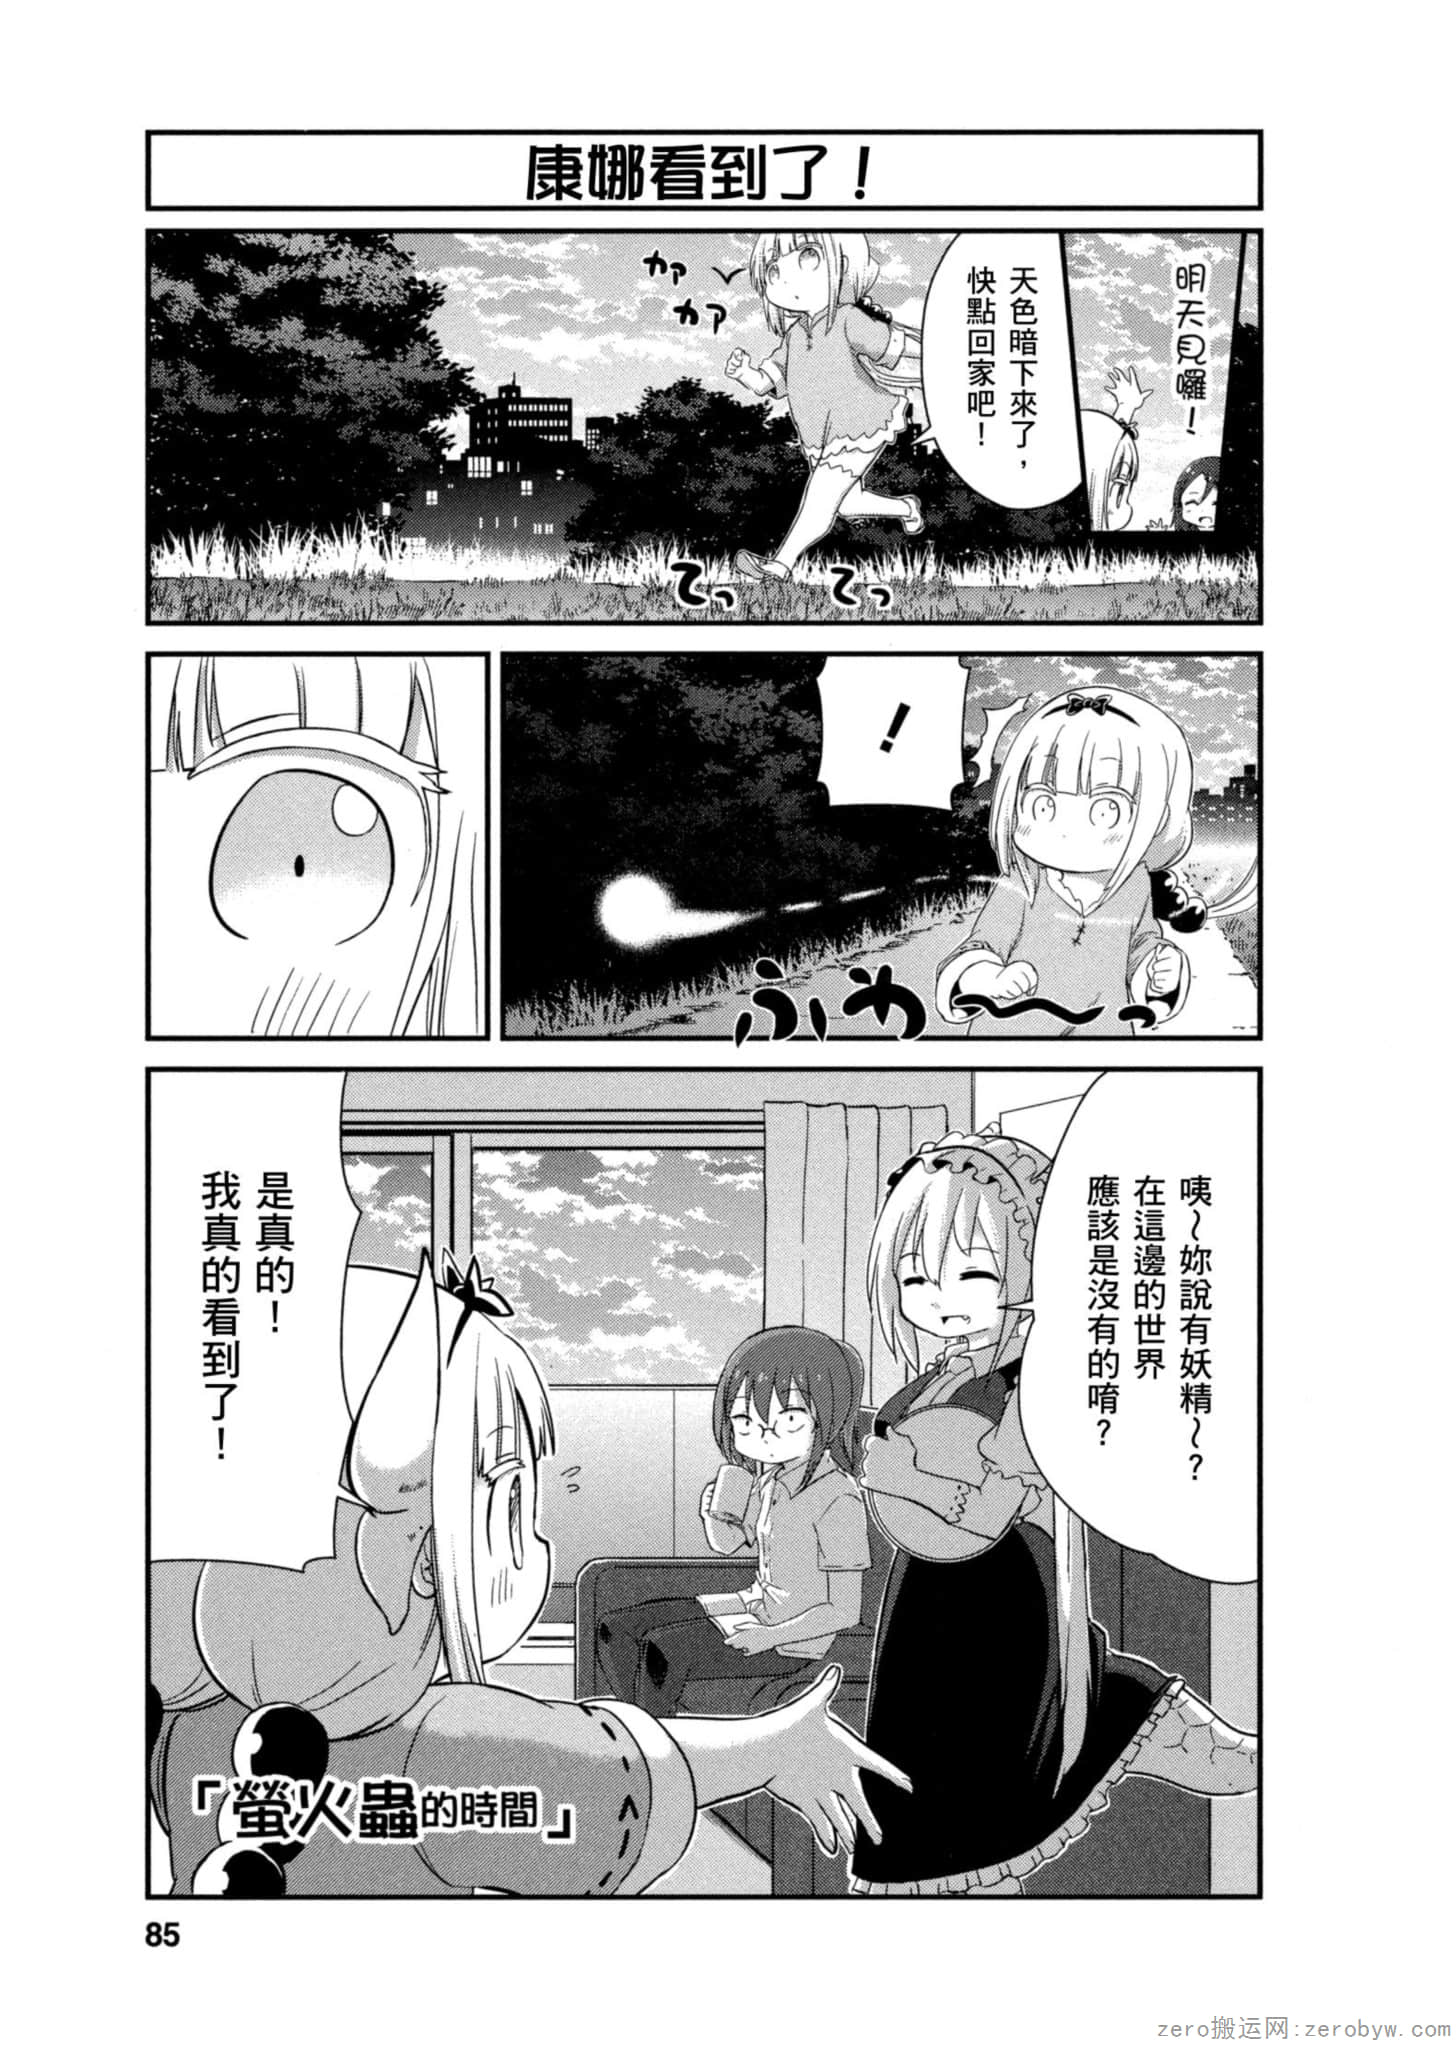 康娜看到了！
明天見囉！
天色暗下來了，
快點回家吧！
カァ
カァ
てっ
てっ
！
ふわ～っ
咦～妳說有妖精～？
在這邊的世界
應該是沒有的唷？
是真的！
我真的看到了！
「螢火蟲的時間」
85
zero搬运网:zerobyw.com